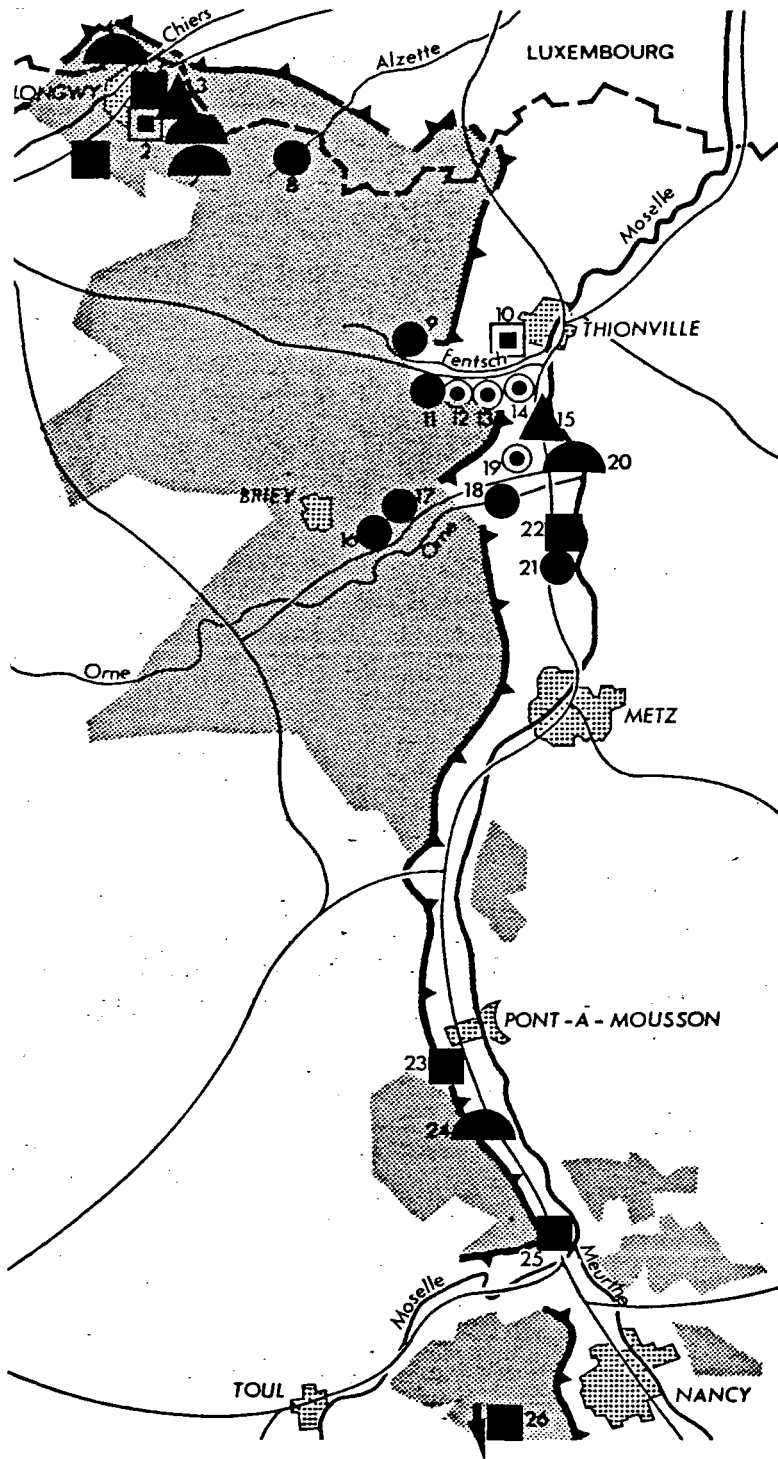 Chiers
Alzette
LUXEMBOURG
LONGWY
3
2
8
Moselle
9
10
THIONVILLE
Fentsch
11
12
13
14
15
19
20
BRIEY
17
18
16
Orne
22
21
Orne
METZ
PONT-À-MOUSSON
23
24
25
Meurthe
Moselle
TOUL
NANCY
26